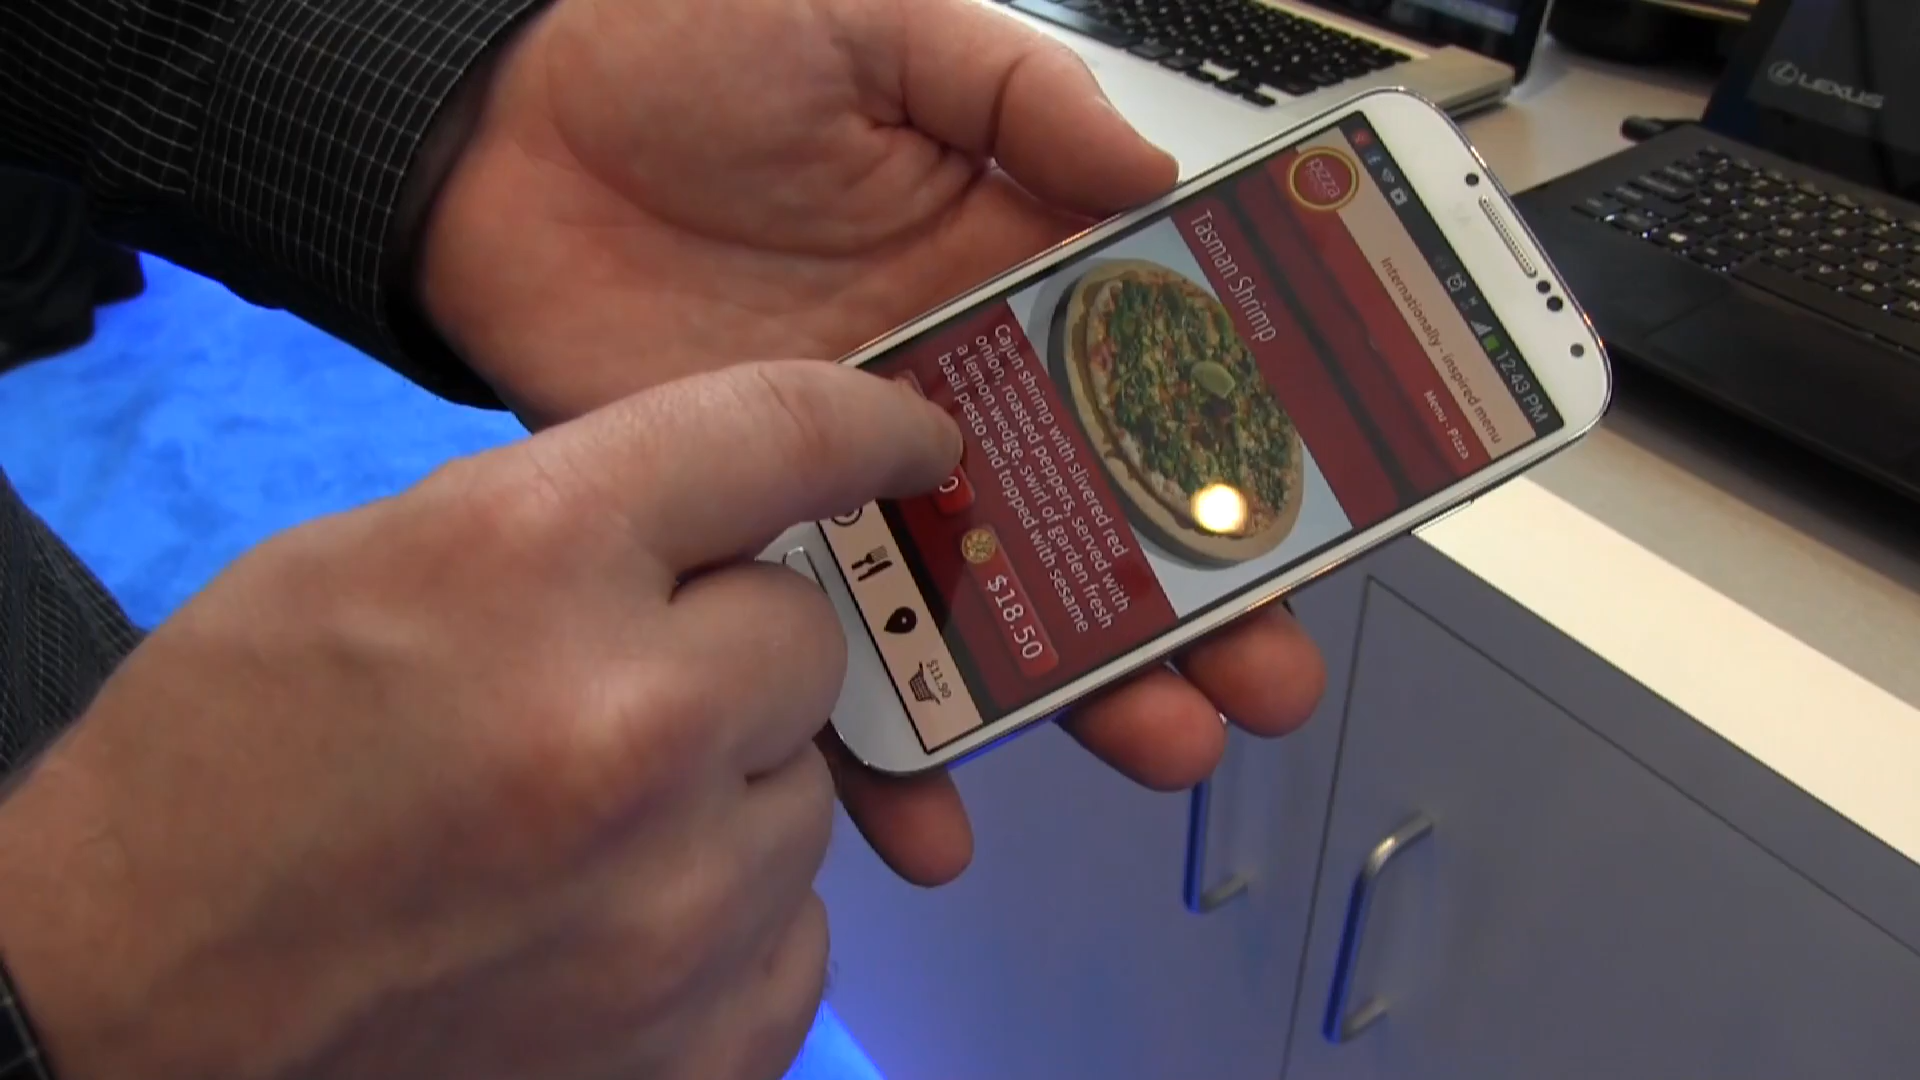 12:43 PM
Pizza
Internationally - inspired menu
Menu - Pizza
Tasman Shrimp
Cajun shrimp with slivered red
onion, roasted peppers, served with
a lemon wedge, swirl of garden fresh
basil pesto and topped with sesame
0
$18.50
$11.90
LEXUS